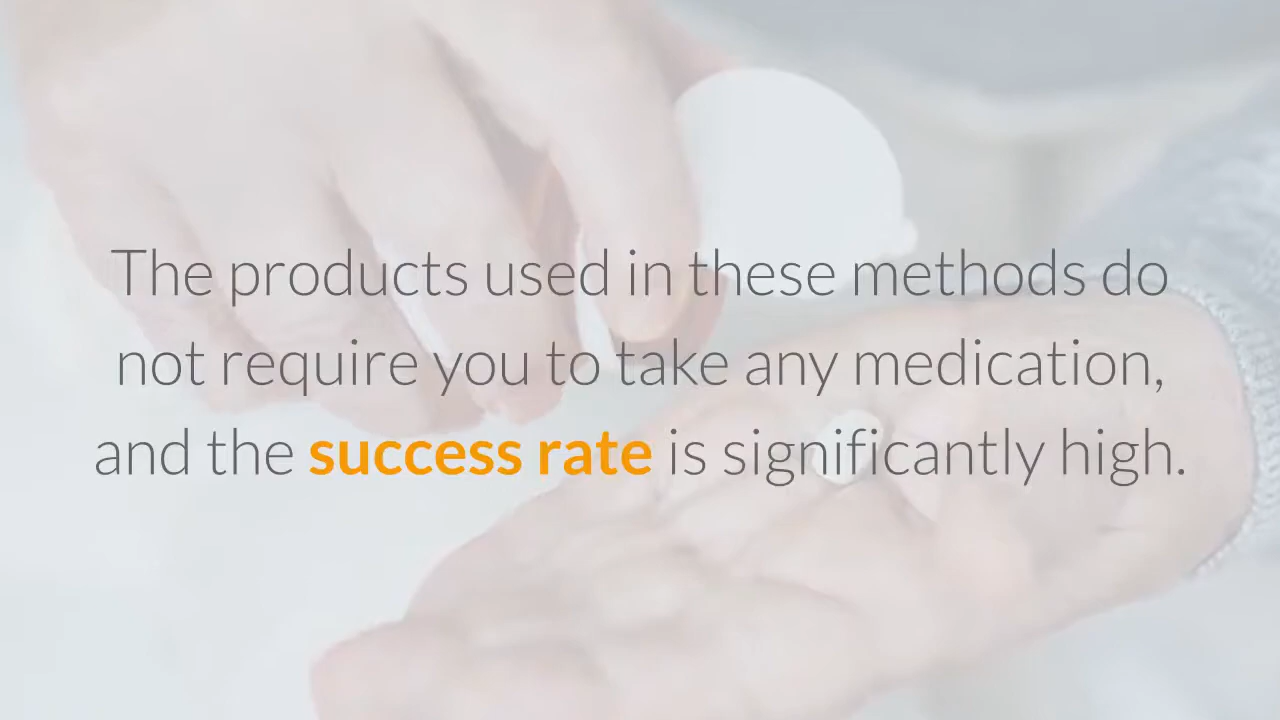 The products used in these methods do
not require you to take any medication,
and the success rate is significantly high.